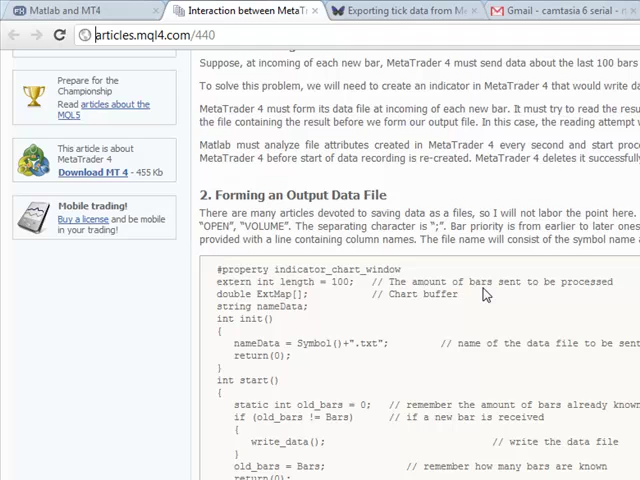 Matlab and MT4
Interaction between MetaT
Exporting tick data from Me
Gmail - camtasia 6 serial - r
articles.mql4.com/440
Suppose, at incoming of each new bar, MetaTrader 4 must send data about the last 100 bars
To solve this problem, we will need to create an indicator in MetaTrader 4 that would write da
MetaTrader 4 must form its data file at incoming of each new bar. It must try to read the resu
the file containing the result before we form our output file. In this case, the reading attempt w
Matlab must analyze file attributes created in MetaTrader 4 every second and start proce
MetaTrader 4 before start of data recording is re-created. MetaTrader 4 deletes it successfully
Prepare for the
Championship
Read articles about the
MQL5
This article is about
MetaTrader 4
Download MT 4 - 455 Kb
Mobile trading!
Buy a license and be mobile
in your trading!
2. Forming an Output Data File
There are many articles devoted to saving data as a files, so I will not labor the point here.
"OPEN", "VOLUME". The separating character is ";". Bar priority is from earlier to later ones
provided with a line containing column names. The file name will consist of the symbol name a
#property indicator_chart_window
extern int length = 100;   // The amount of bars sent to be processed
double ExtMap[];           // Chart buffer
string nameData;
int init()
{
nameData = Symbol()+".txt";         // name of the data file to be sent
return(0);
}
int start()
{
static int old_bars = 0;   // remember the amount of bars already known
if (old_bars != Bars)      // if a new bar is received
{
write_data();                             // write the data file
}
old_bars = Bars;              // remember how many bars are known
return(0);